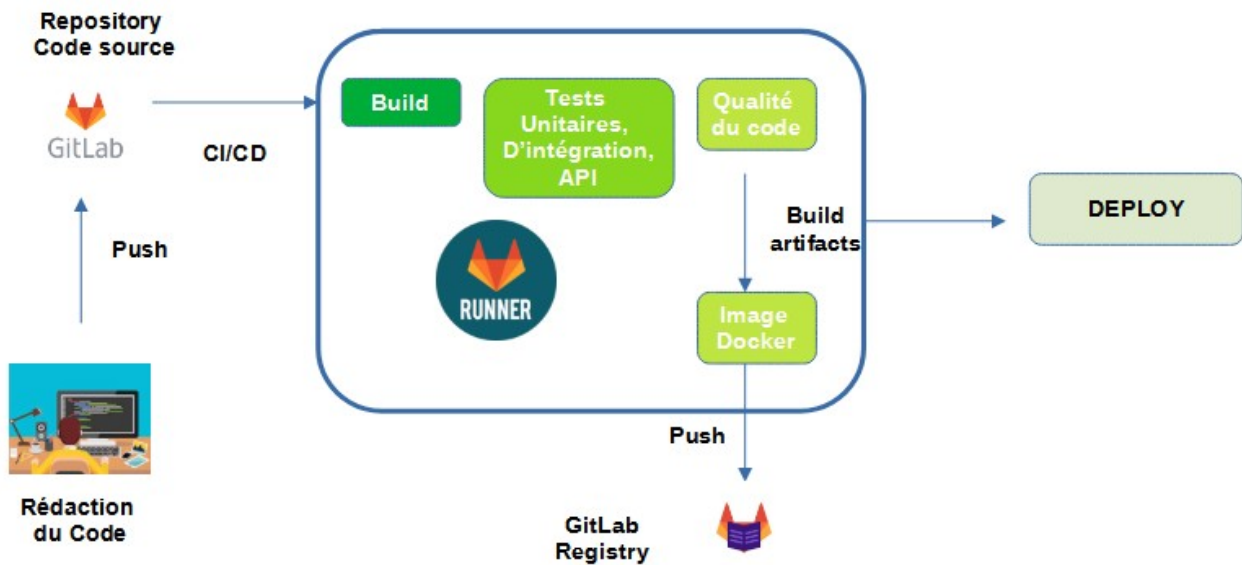 Repository
Code source
GitLab
CI/CD
Push
Rédaction
du Code
Build
Tests
Unitaires,
D'intégration,
API
Qualité
du code
RUNNER
Build
artifacts
Image
Docker
DEPLOY
Push
GitLab
Registry